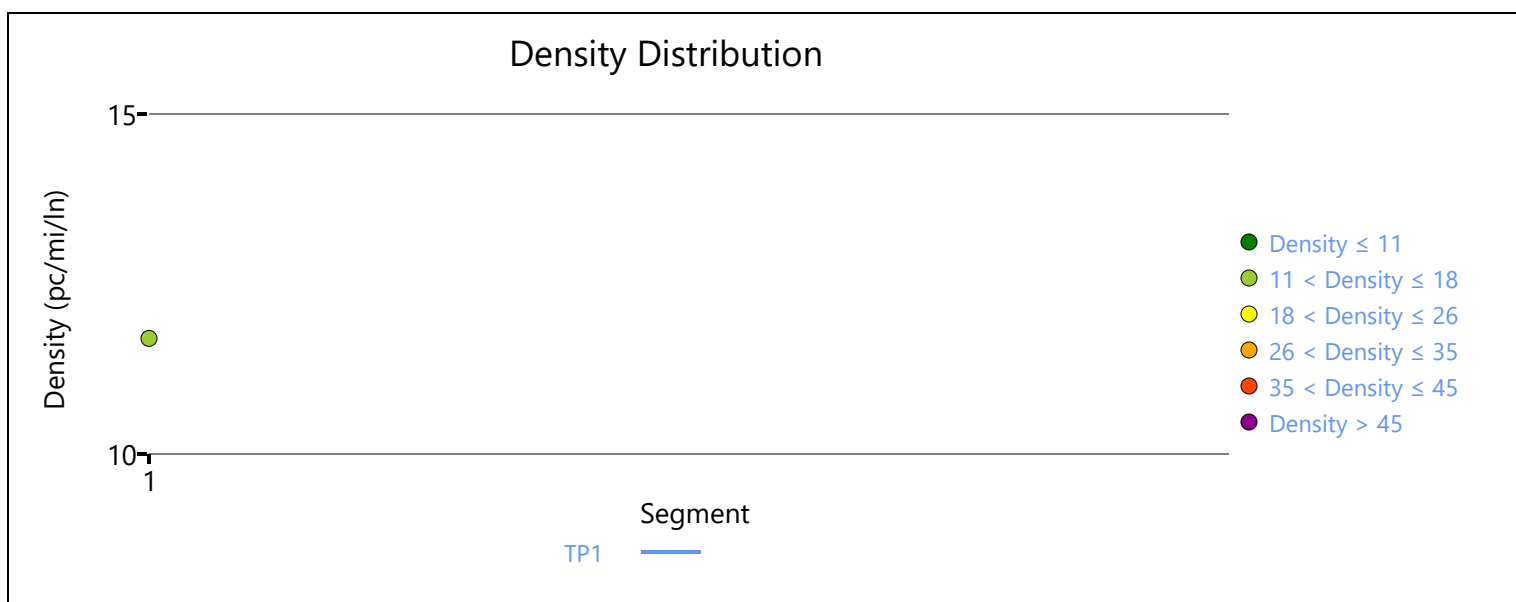 Density Distribution
15
Density (pc/mi/ln)
10
1
Segment
TP1
Density ≤ 11
11 < Density ≤ 18
18 < Density ≤ 26
26 < Density ≤ 35
35 < Density ≤ 45
Density > 45